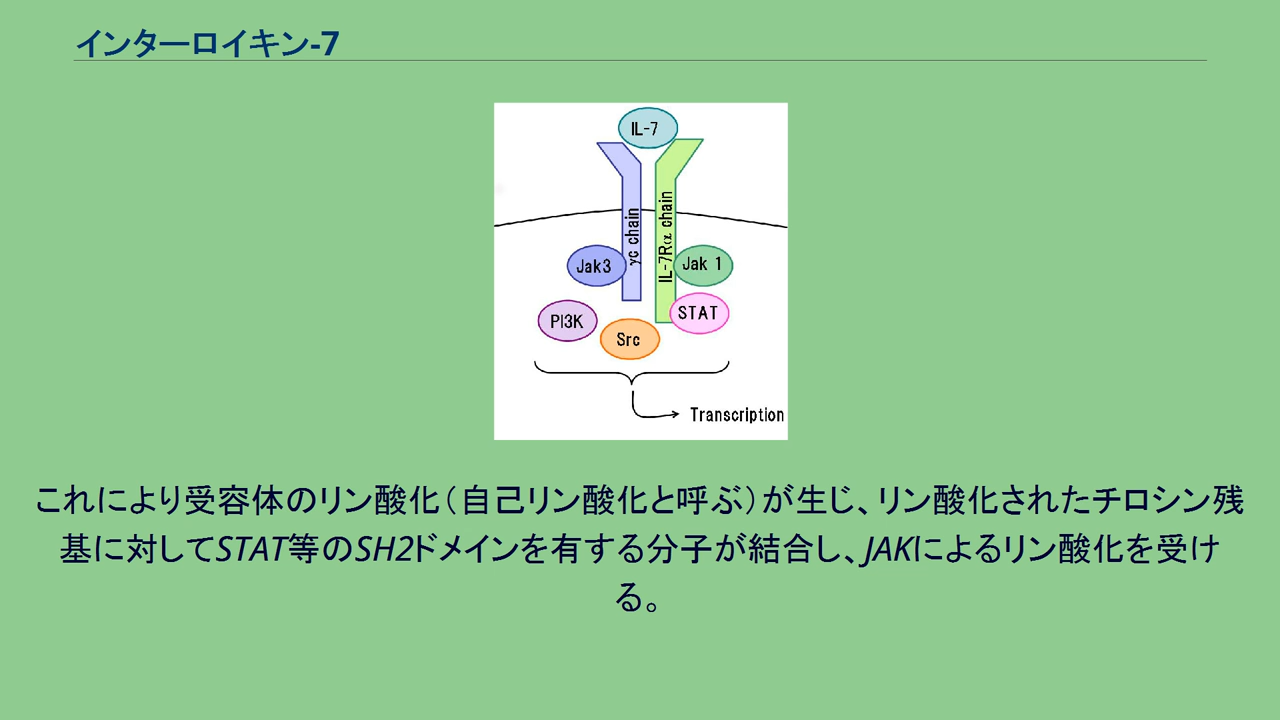 インターロイキン-7
IL-7
γc chain
IL-7Rα chain
Jak3
Jak 1
PI3K
Src
STAT
Transcription
これにより受容体のリン酸化（自己リン酸化と呼ぶ）が生じ、リン酸化されたチロシン残
基に対してSTAT等のSH2ドメインを有する分子が結合し、JAKによるリン酸化を受け
る。